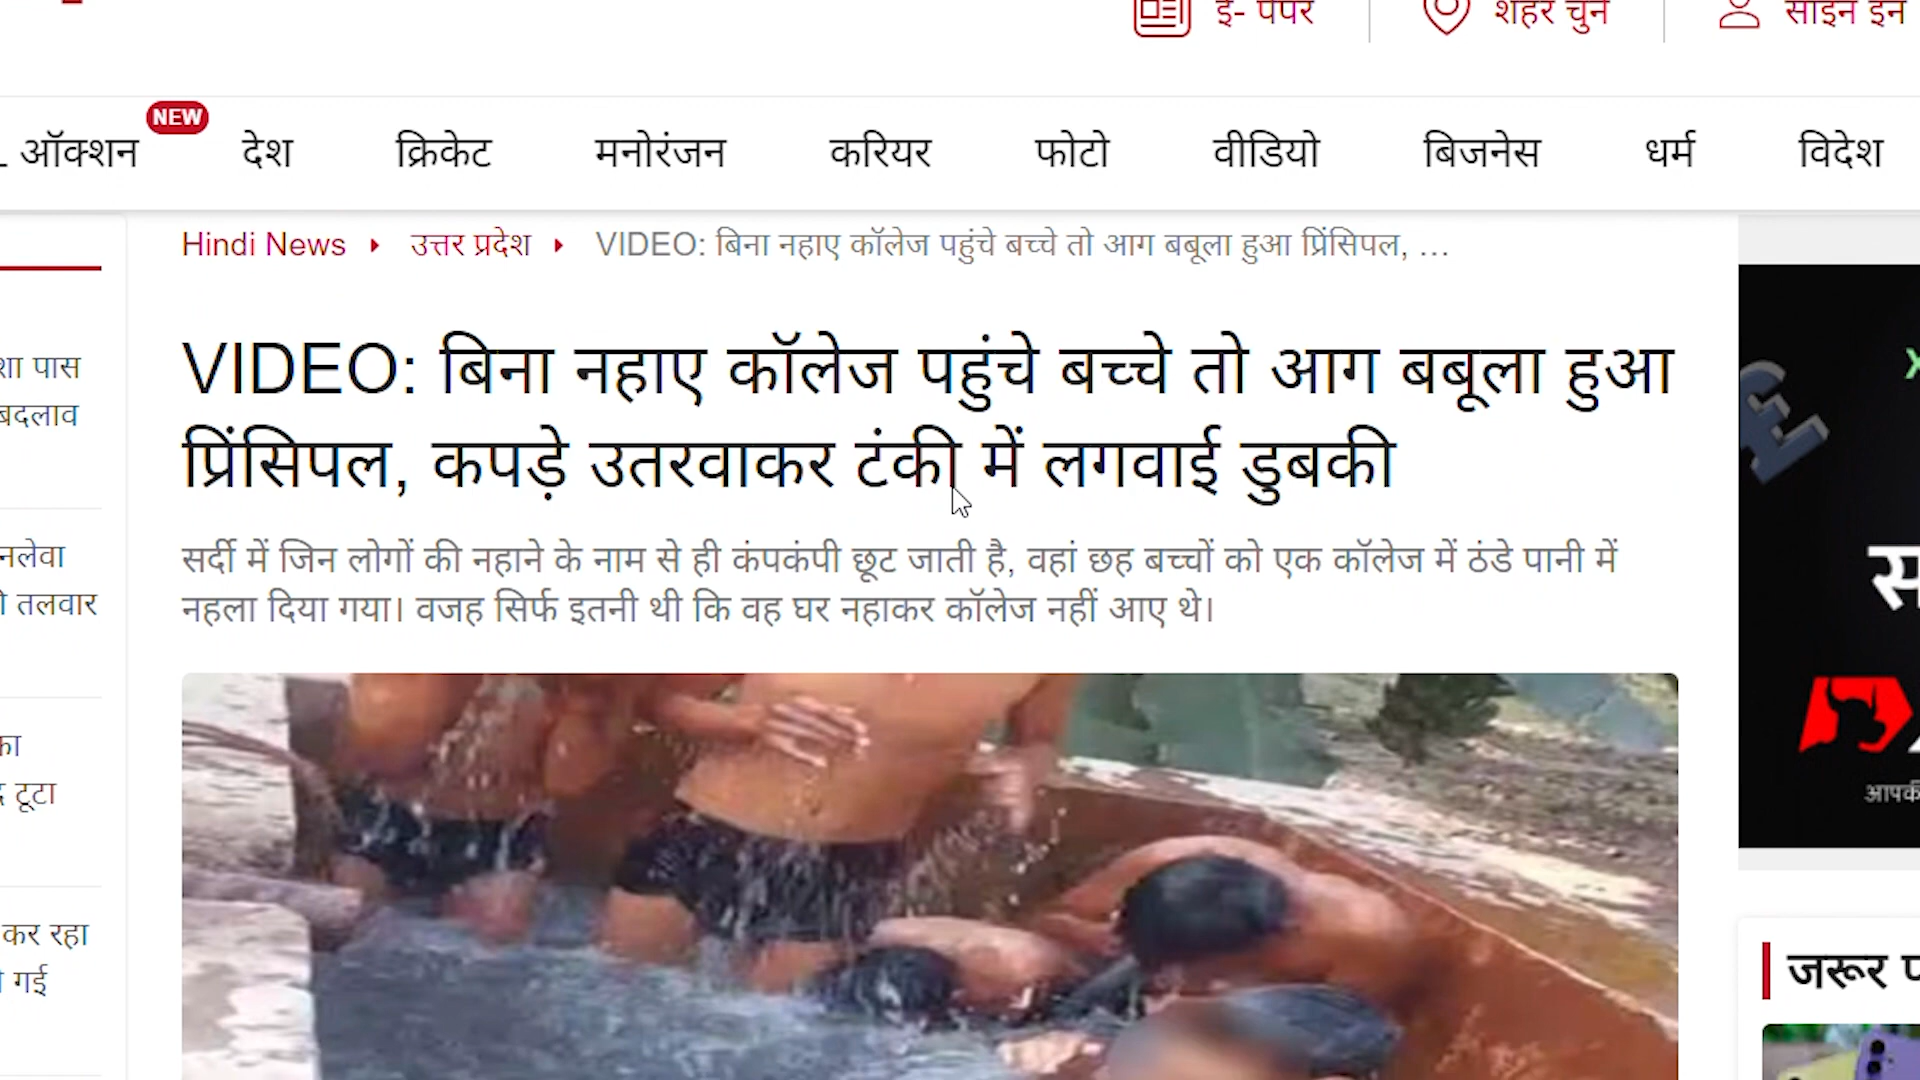 ई- पेपर
शहर चुनें
साइन इन
ऑक्शन NEW देश क्रिकेट मनोरंजन करियर फोटो वीडियो बिजनेस धर्म विदेश
Hindi News उत्तर प्रदेश VIDEO: बिना नहाए कॉलेज पहुंचे बच्चे तो आग बबूला हुआ प्रिंसिपल, ...
VIDEO: बिना नहाए कॉलेज पहुंचे बच्चे तो आग बबूला हुआ
प्रिंसिपल, कपड़े उतरवाकर टंकी में लगवाई डुबकी
सर्दी में जिन लोगों की नहाने के नाम से ही कंपकंपी छूट जाती है, वहां छह बच्चों को एक कॉलेज में ठंडे पानी में
नहला दिया गया। वजह सिर्फ इतनी थी कि वह घर नहाकर कॉलेज नहीं आए थे।
पास
बदलाव
तलवार
टूटा
कर रहा
गई
जरूर